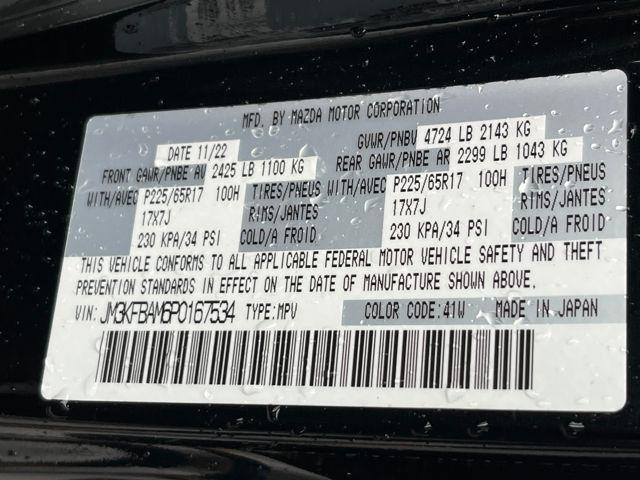 MFD. BY MAZDA MOTOR CORPORATION
DATE 11/22 GVWR/PNBV 4724 LB 2143 KG
FRONT GAWR/PNBE AV 2425 LB 1100 KG REAR GAWR/PNBE AR 2299 LB 1043 KG
WITH/AVEC P225/65R17 100H TIRES/PNEUS WITH/AVEC P225/65R17 100H TIRES/PNEUS
17X7J RIMS/JANTES 17X7J RIMS/JANTES
230 KPA/34 PSI COLD/A FROID 230 KPA/34 PSI COLD/A FROID
THIS VEHICLE CONFORMS TO ALL APPLICABLE FEDERAL MOTOR VEHICLE SAFETY AND THEFT
PREVENTION STANDARDS IN EFFECT ON THE DATE OF MANUFACTURE SHOWN ABOVE.
VIN: JM3KFBAM6P0167534 TYPE:MPV COLOR CODE:41W MADE IN JAPAN